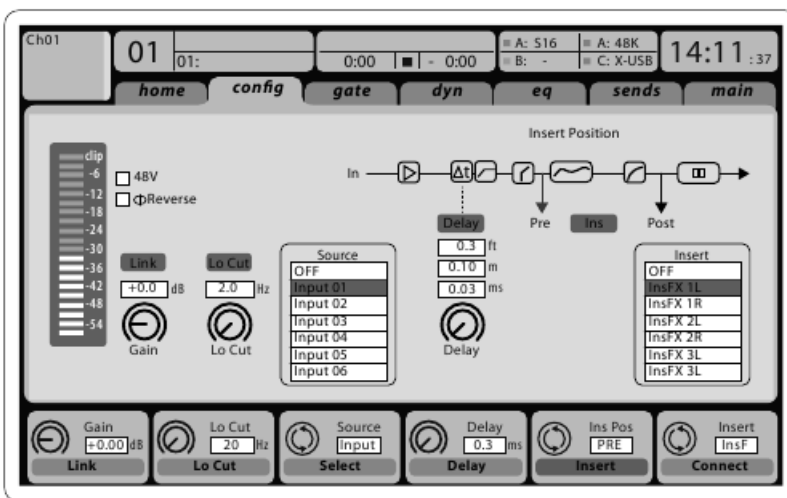 Ch01
01
01:
0:00
- 0:00
A: S16
B: -
A: 48K
C: X-USB
14:11 :37
home
config
gate
dyn
eq
sends
main
Insert Position
clip
-6
-12
-18
-24
-30
-36
-42
-48
-54
48V
ΦReverse
In
Δt
Pre
Ins
Post
Link
+0.0 dB
Gain
Lo Cut
2.0 Hz
Lo Cut
Source
OFF
Input 01
Input 02
Input 03
Input 04
Input 05
Input 06
Delay
0.3 ft
0.10 m
0.03 ms
Delay
Insert
OFF
InsFX 1L
InsFX 1R
InsFX 2L
InsFX 2R
InsFX 3L
InsFX 3L
Gain
+0.00 dB
Link
Lo Cut
20 Hz
Lo Cut
Source
Input
Select
Delay
0.3 ms
Delay
Ins Pos
PRE
Insert
Insert
InsF
Connect